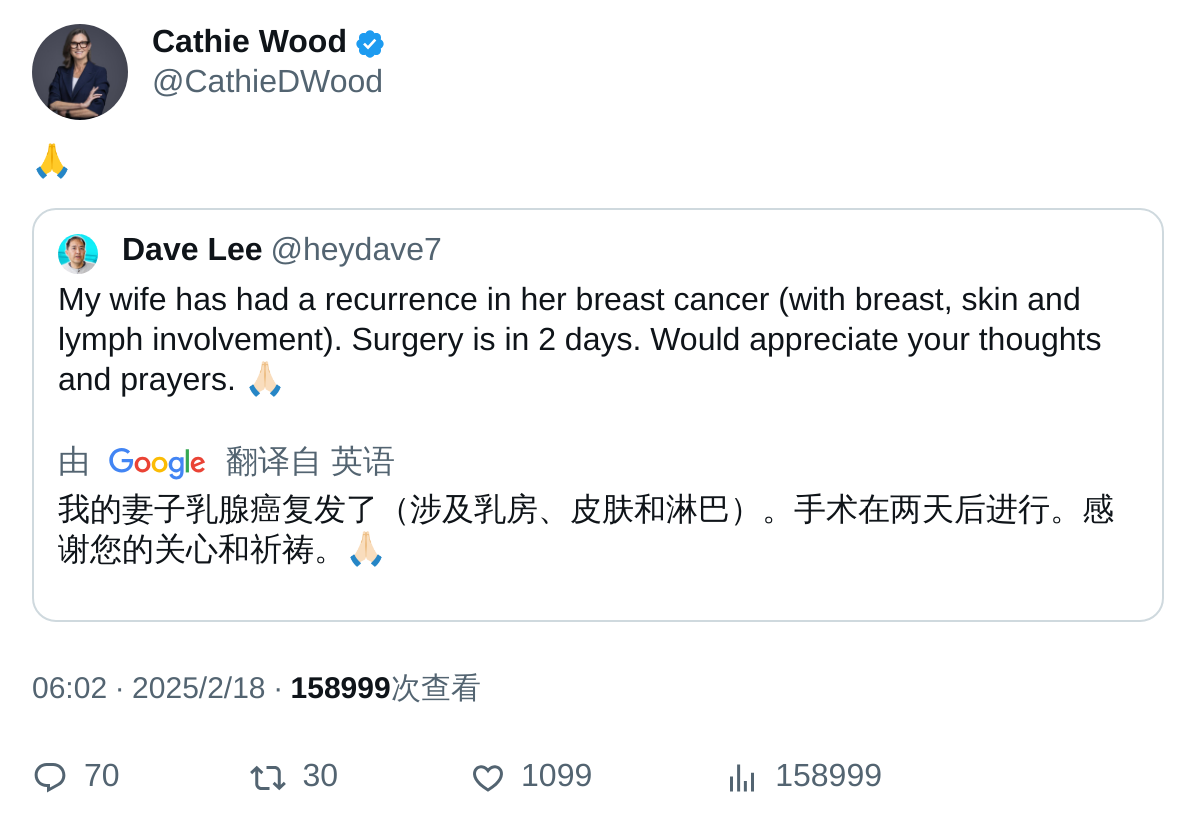 Cathie Wood
@CathieDWood
🙏
Dave Lee @heydave7
My wife has had a recurrence in her breast cancer (with breast, skin and
lymph involvement). Surgery is in 2 days. Would appreciate your thoughts
and prayers. 🙏🏻
由 Google 翻译自 英语
我的妻子乳腺癌复发了（涉及乳房、皮肤和淋巴）。手术在两天后进行。感
谢您的关心和祈祷。🙏🏻
06:02 · 2025/2/18 · 158999次查看
70 30 1099 158999